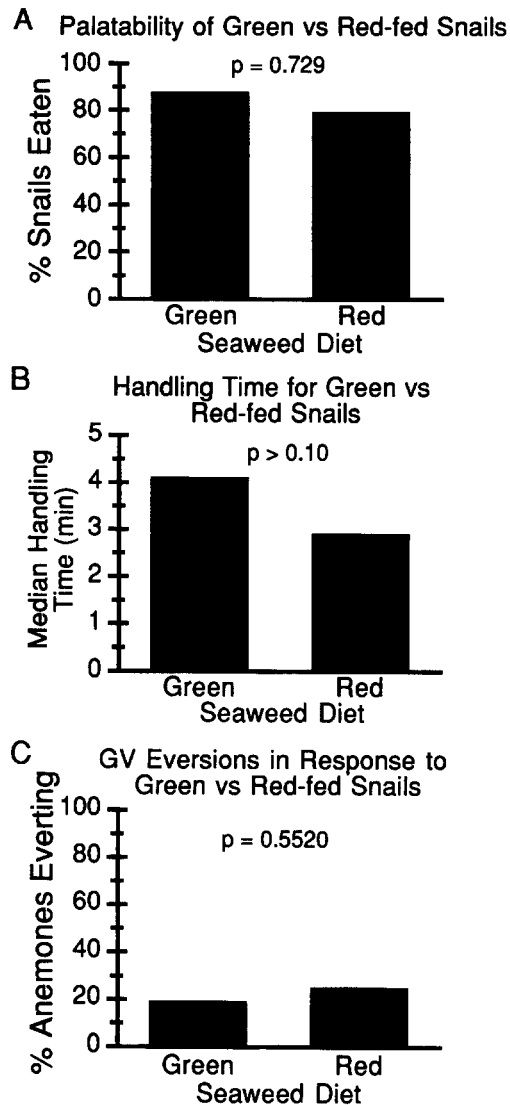 A
Palatability of Green vs Red-fed Snails
p = 0.729
% Snails Eaten
100
80
60
40
20
0
Green
Red
Seaweed Diet
B
Handling Time for Green vs
Red-fed Snails
p > 0.10
Median Handling
Time (min)
5
4
3
2
1
0
Green
Red
Seaweed Diet
C
GV Eversions in Response to
Green vs Red-fed Snails
p = 0.5520
% Anemones Everting
100
80
60
40
20
0
Green
Red
Seaweed Diet